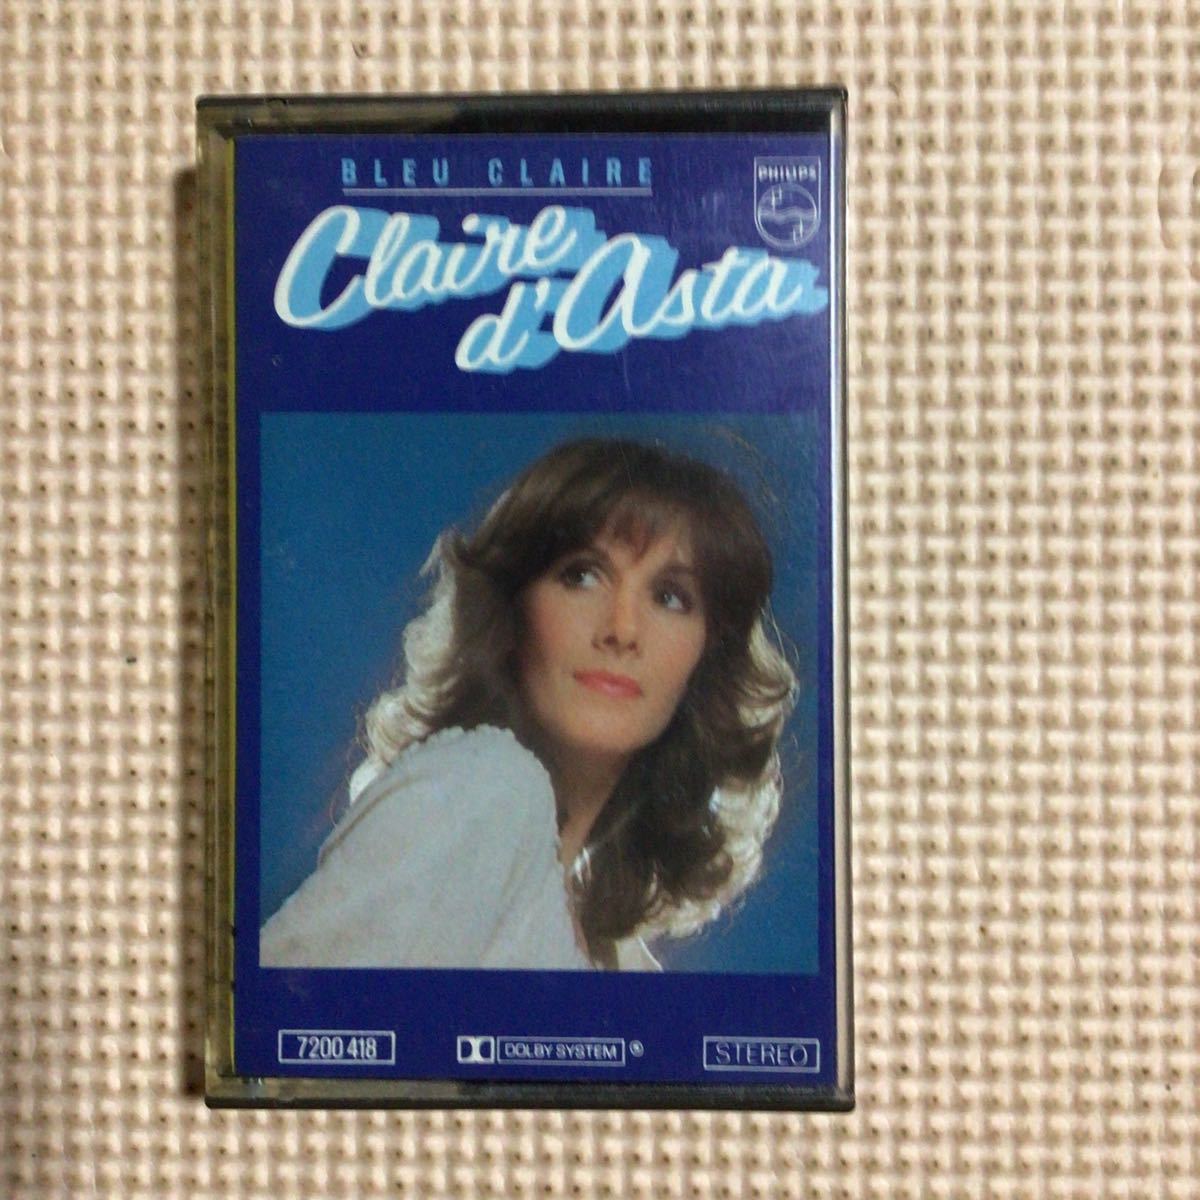 BLEU CLAIRE
PHILIPS
Claire
d'Asta
7200 418
DOLBY SYSTEM ®
STEREO